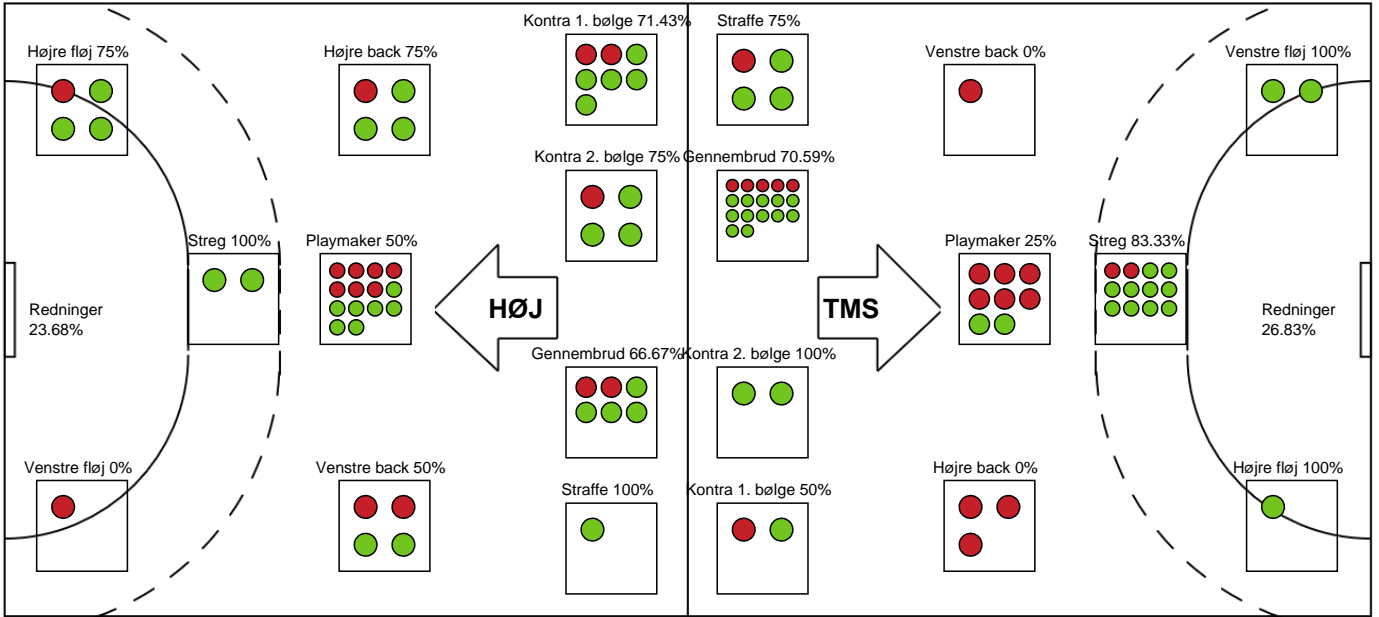 Kontra 1. bølge 71.43%
Straffe 75%
Højre fløj 75%
Højre back 75%
Venstre back 0%
Venstre fløj 100%
Kontra 2. bølge 75%
Gennembrud 70.59%
Streg 100%
Playmaker 50%
Playmaker 25%
Streg 83.33%
Redninger
23.68%
HØJ
TMS
Redninger
26.83%
Gennembrud 66.67%
Kontra 2. bølge 100%
Venstre fløj 0%
Venstre back 50%
Straffe 100%
Kontra 1. bølge 50%
Højre back 0%
Højre fløj 100%